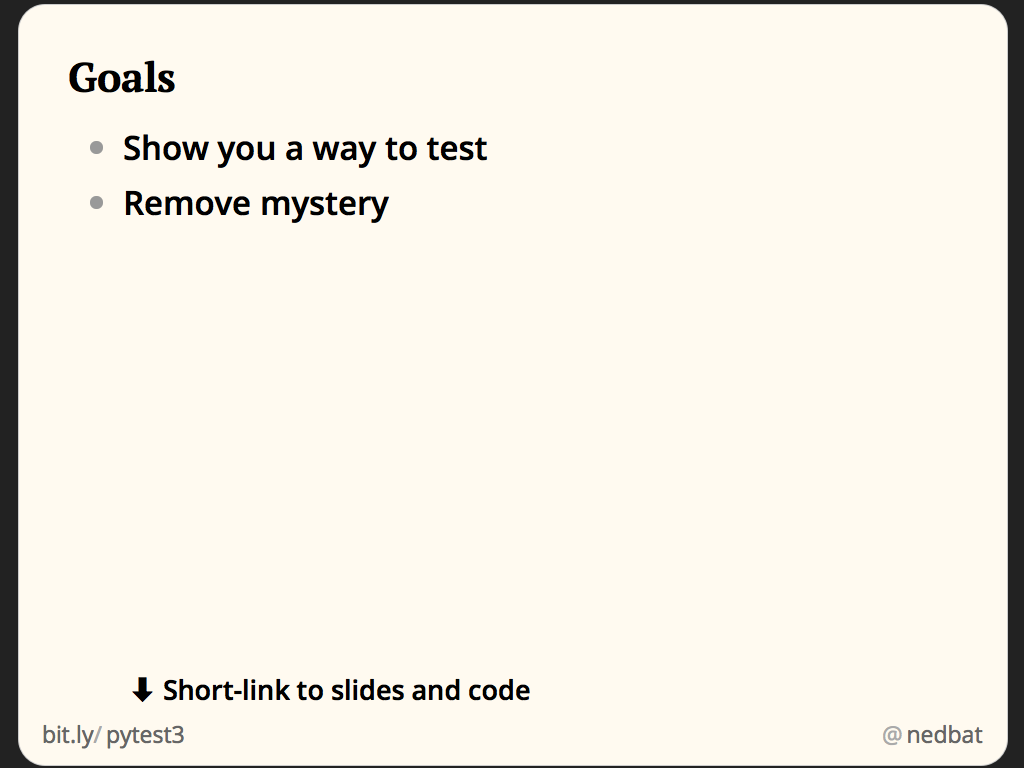 Goals
Show you a way to test
Remove mystery
⬇ Short-link to slides and code
bit.ly/pytest3
@nedbat